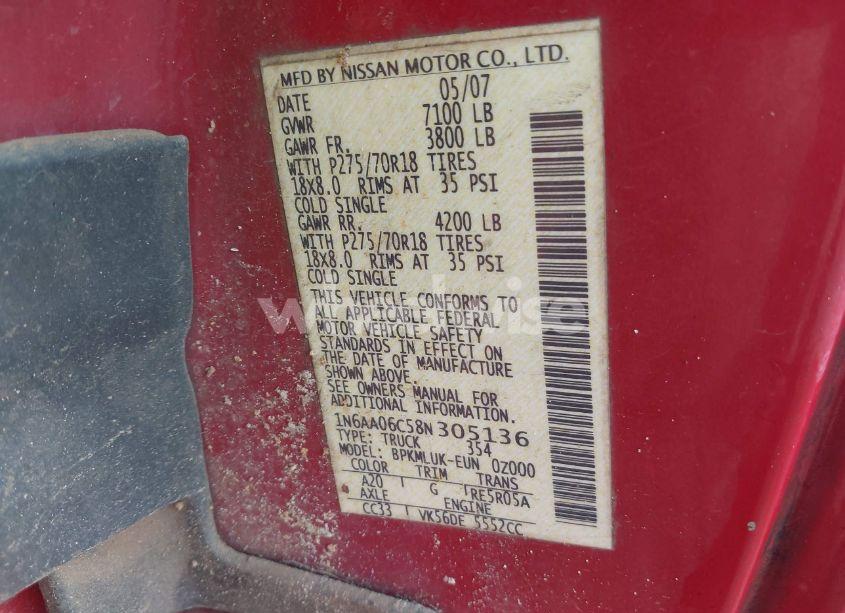 MFD BY NISSAN MOTOR CO., LTD.
DATE 05/07
GVWR 7100 LB
GAWR FR. 3800 LB
WITH P275/70R18 TIRES
18X8.0 RIMS AT 35 PSI
COLD SINGLE
GAWR RR. 4200 LB
WITH P275/70R18 TIRES
18X8.0 RIMS AT 35 PSI
COLD SINGLE
THIS VEHICLE CONFORMS TO
ALL APPLICABLE FEDERAL
MOTOR VEHICLE SAFETY
STANDARDS IN EFFECT ON
THE DATE OF MANUFACTURE
SHOWN ABOVE.
SEE OWNERS MANUAL FOR
ADDITIONAL INFORMATION.
1N6AA06C58N305136
TYPE: TRUCK 354
MODEL: BPKMLUK-EUN 0Z000
COLOR TRIM TRANS
A20 G RE5R05A
AXLE ENGINE
CC33 VK56DE 5552CC